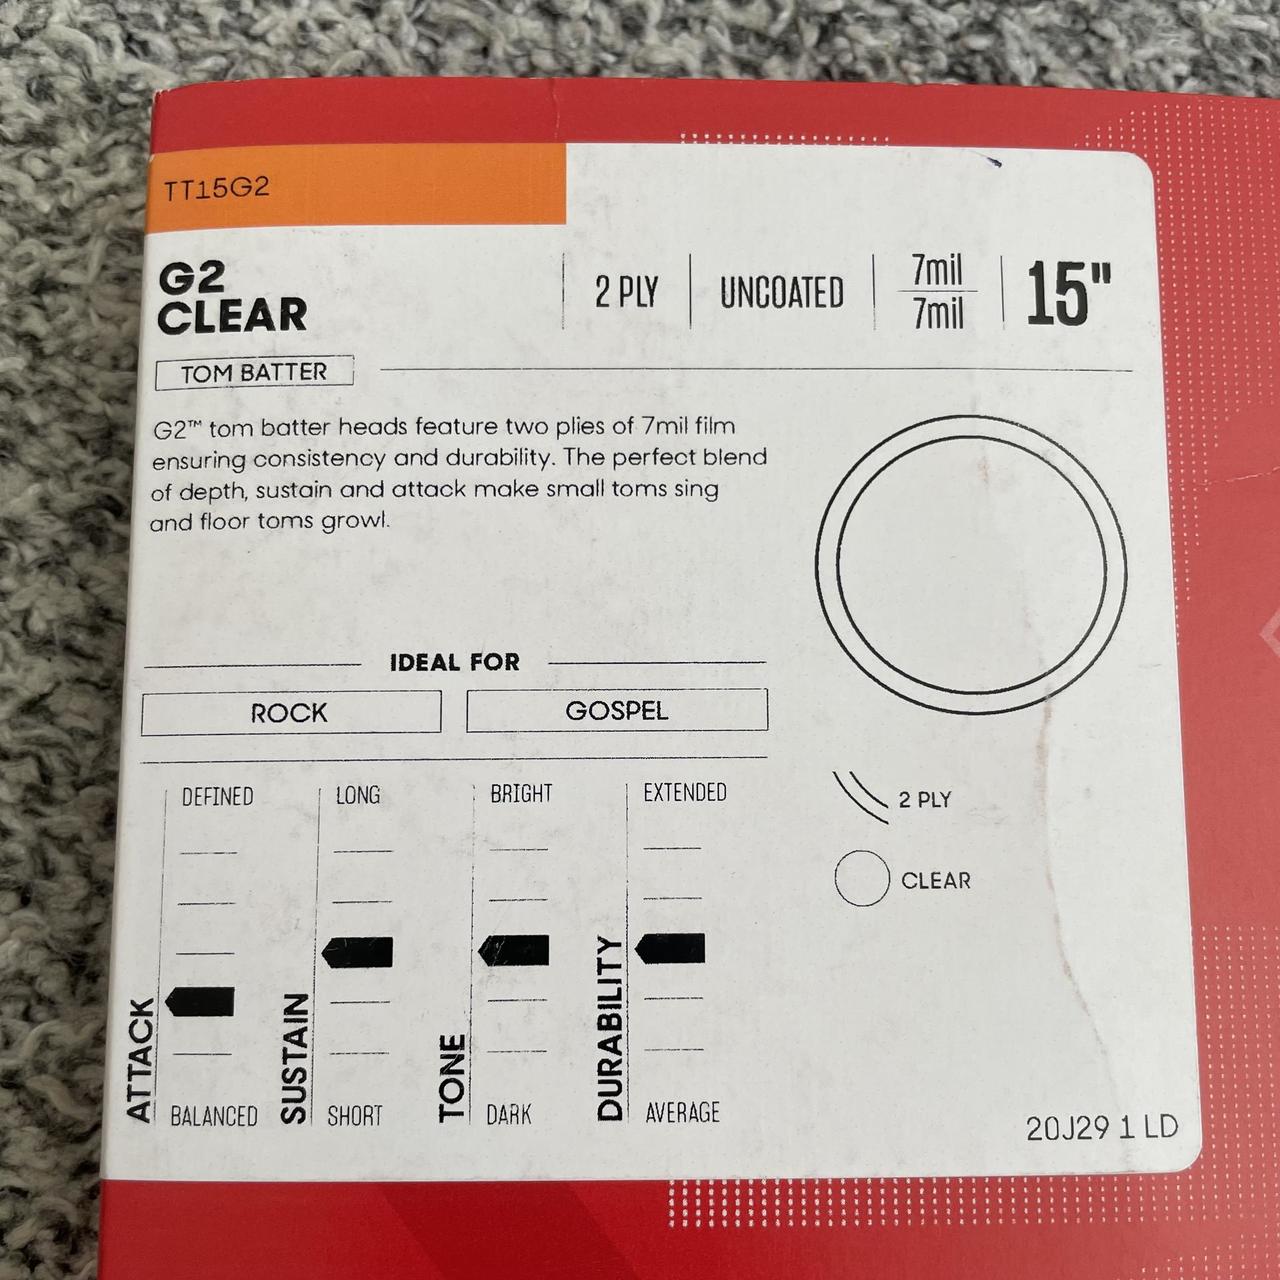 TT15G2
G2
CLEAR
2 PLY
UNCOATED
7mil
7mil
15"
TOM BATTER
G2™ tom batter heads feature two plies of 7mil film
ensuring consistency and durability. The perfect blend
of depth, sustain and attack make small toms sing
and floor toms growl.
IDEAL FOR
ROCK
GOSPEL
ATTACK
DEFINED
BALANCED
SUSTAIN
LONG
SHORT
TONE
BRIGHT
DARK
DURABILITY
EXTENDED
AVERAGE
2 PLY
CLEAR
20J29 1 LD